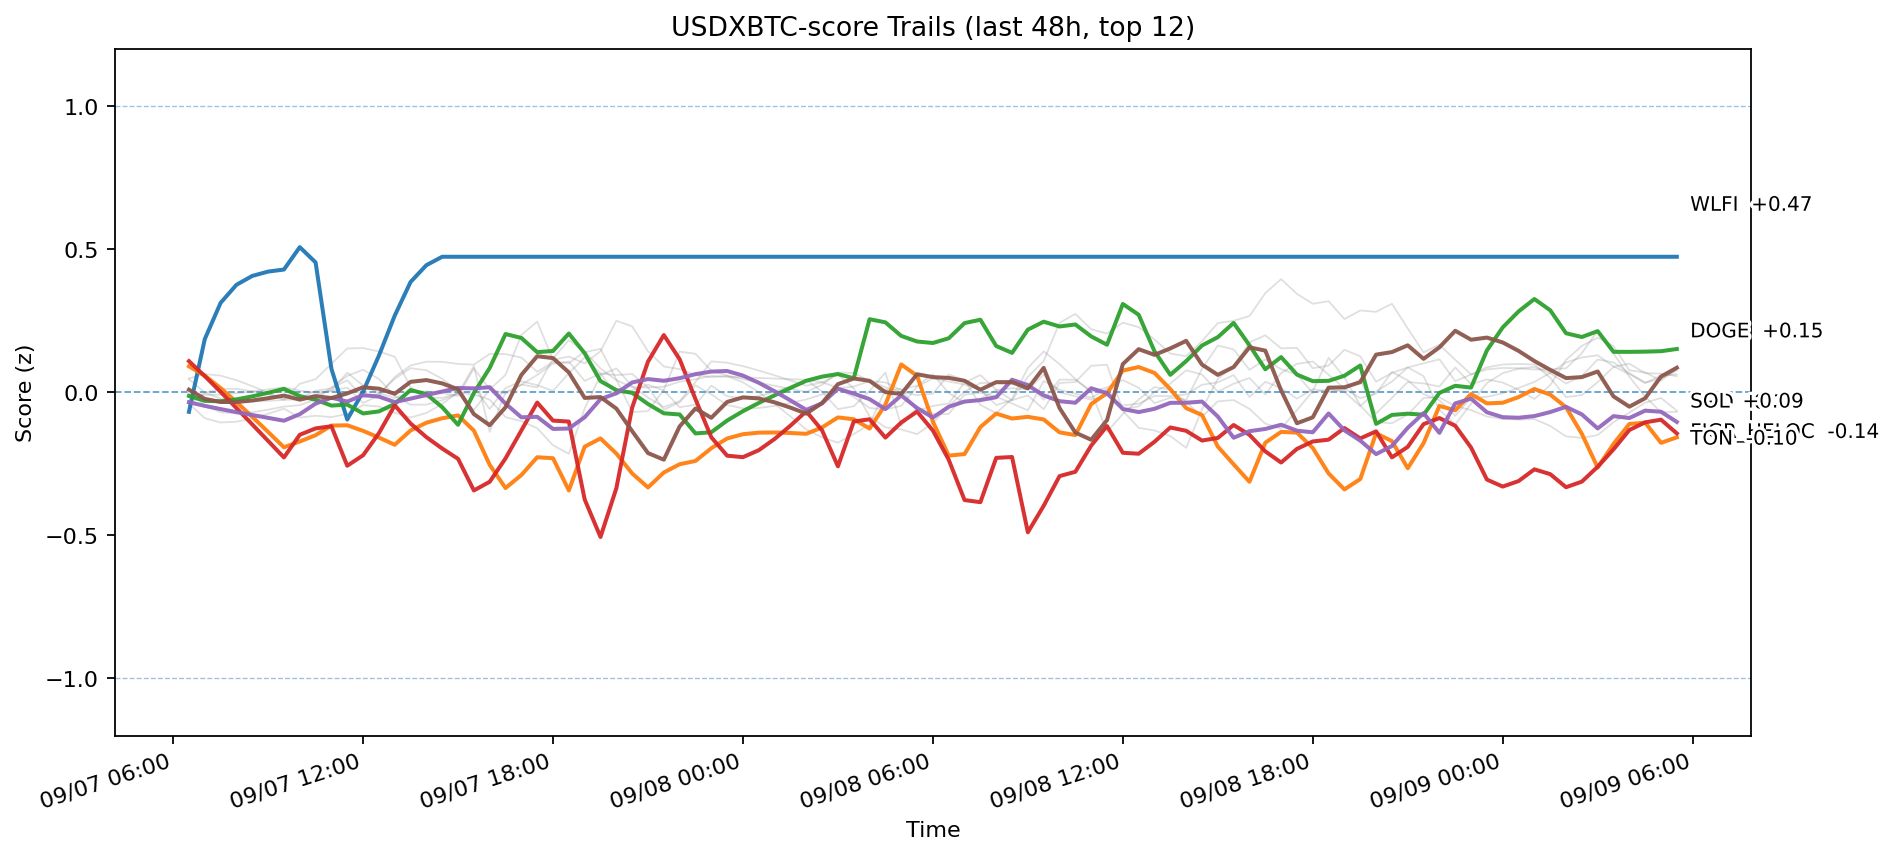 USDXBTC-score Trails (last 48h, top 12)
Score (z)
1.0
0.5
0.0
−0.5
−1.0
WLFI +0.47
DOGE +0.15
SOL +0.09
-0.14
TON -0.10
09/07 06:00
09/07 12:00
09/07 18:00
09/08 00:00
09/08 06:00
09/08 12:00
09/08 18:00
09/09 00:00
09/09 06:00
Time